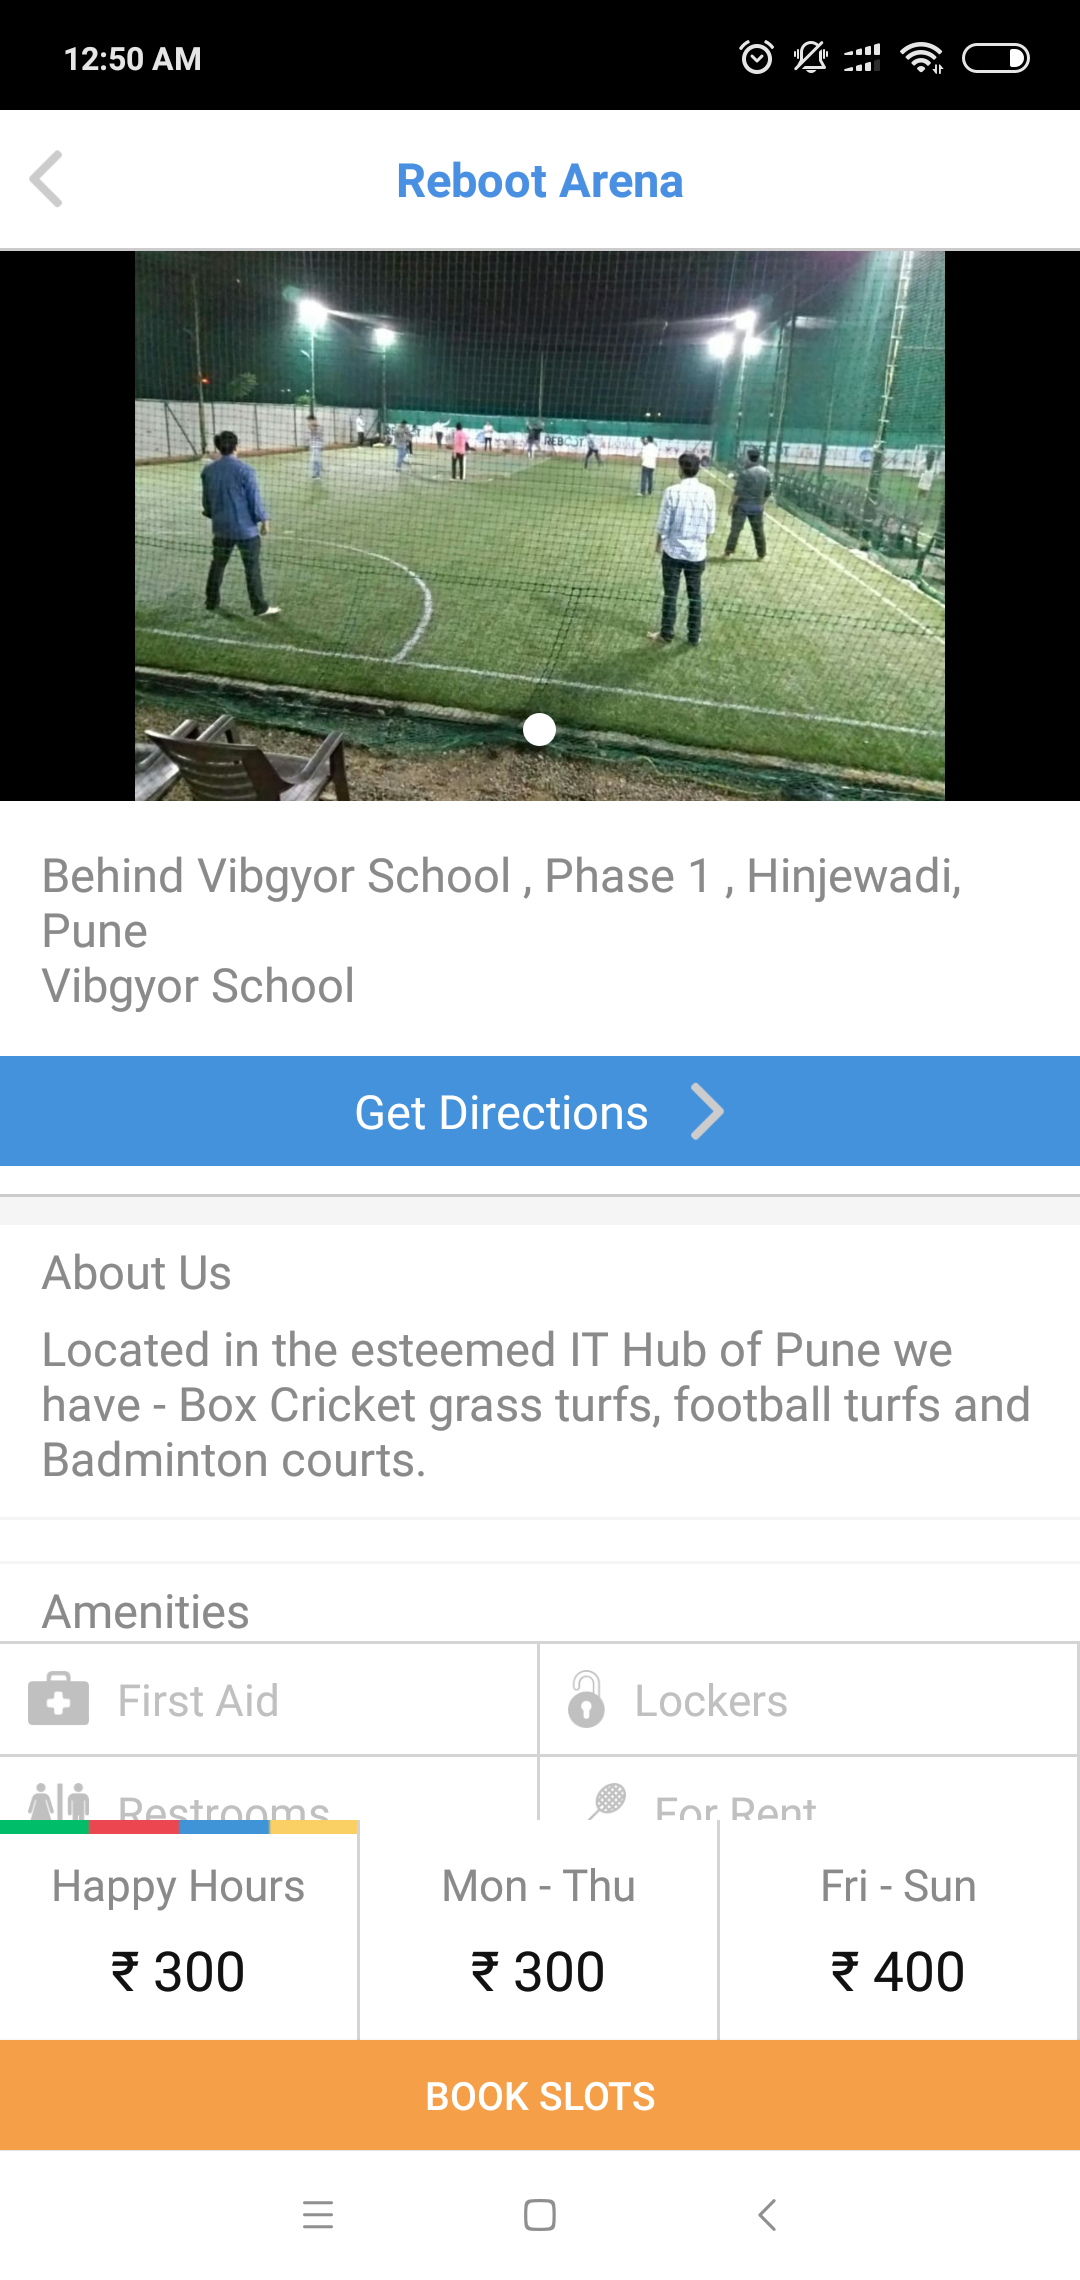 12:50 AM
Reboot Arena
REBOOT
Behind Vibgyor School , Phase 1 , Hinjewadi,
Pune
Vibgyor School
Get Directions
About Us
Located in the esteemed IT Hub of Pune we
have - Box Cricket grass turfs, football turfs and
Badminton courts.
Amenities
First Aid
Lockers
Restrooms
For Rent
Happy Hours
Mon - Thu
Fri - Sun
₹ 300
₹ 300
₹ 400
BOOK SLOTS